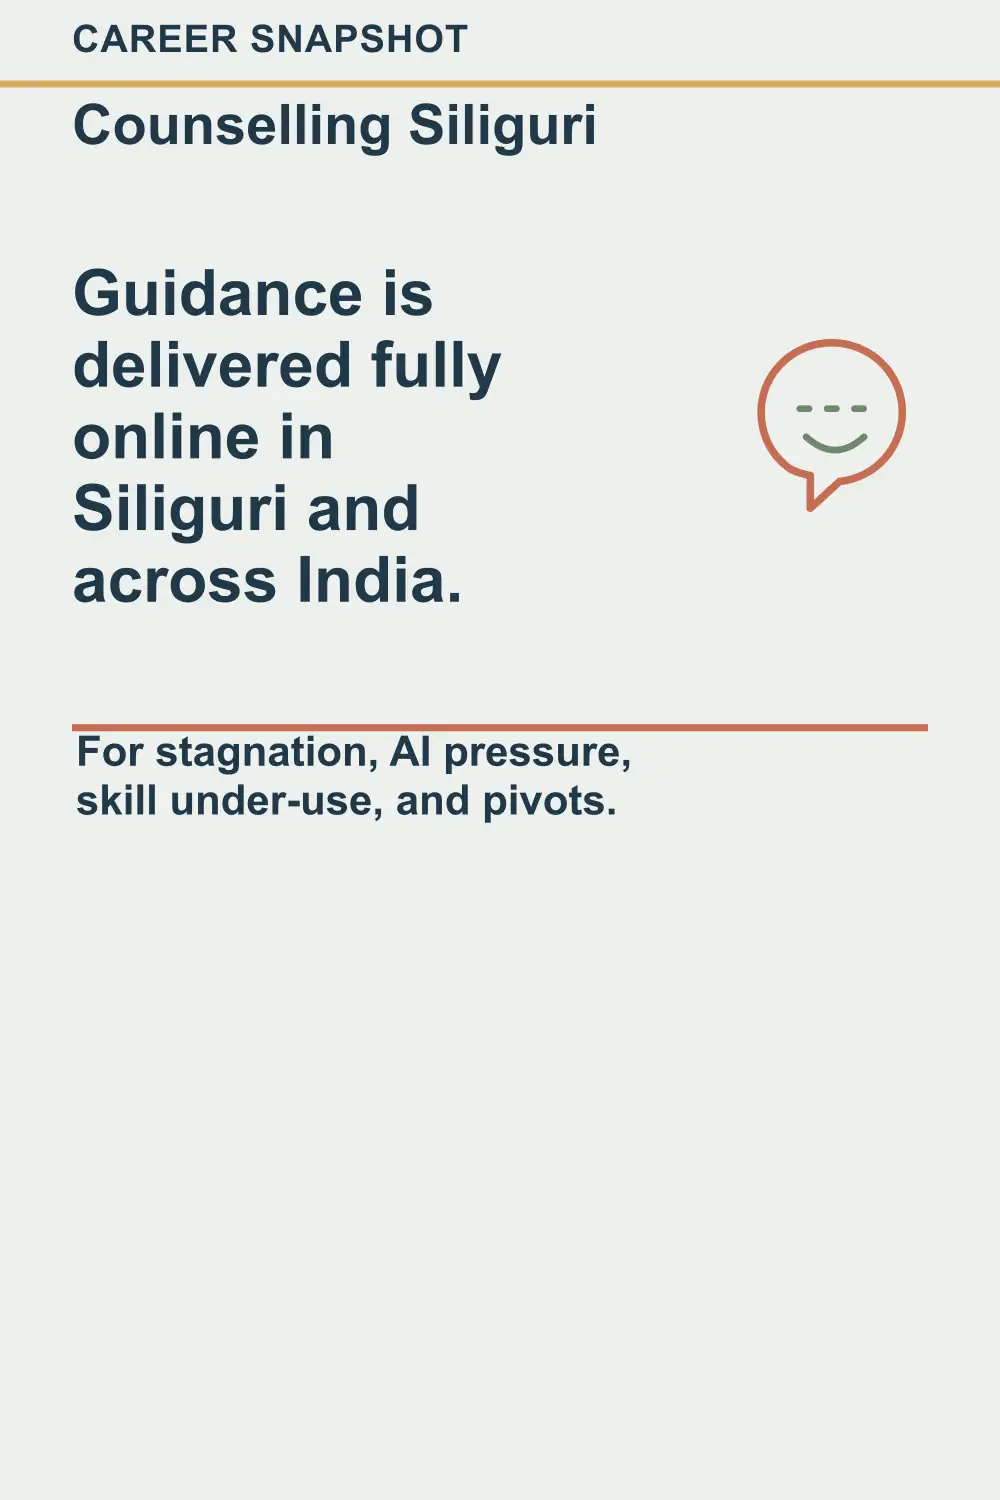 CAREER SNAPSHOT
Counselling Siliguri
Guidance is
delivered fully
online in
Siliguri and
across India.
For stagnation, AI pressure,
skill under-use, and pivots.